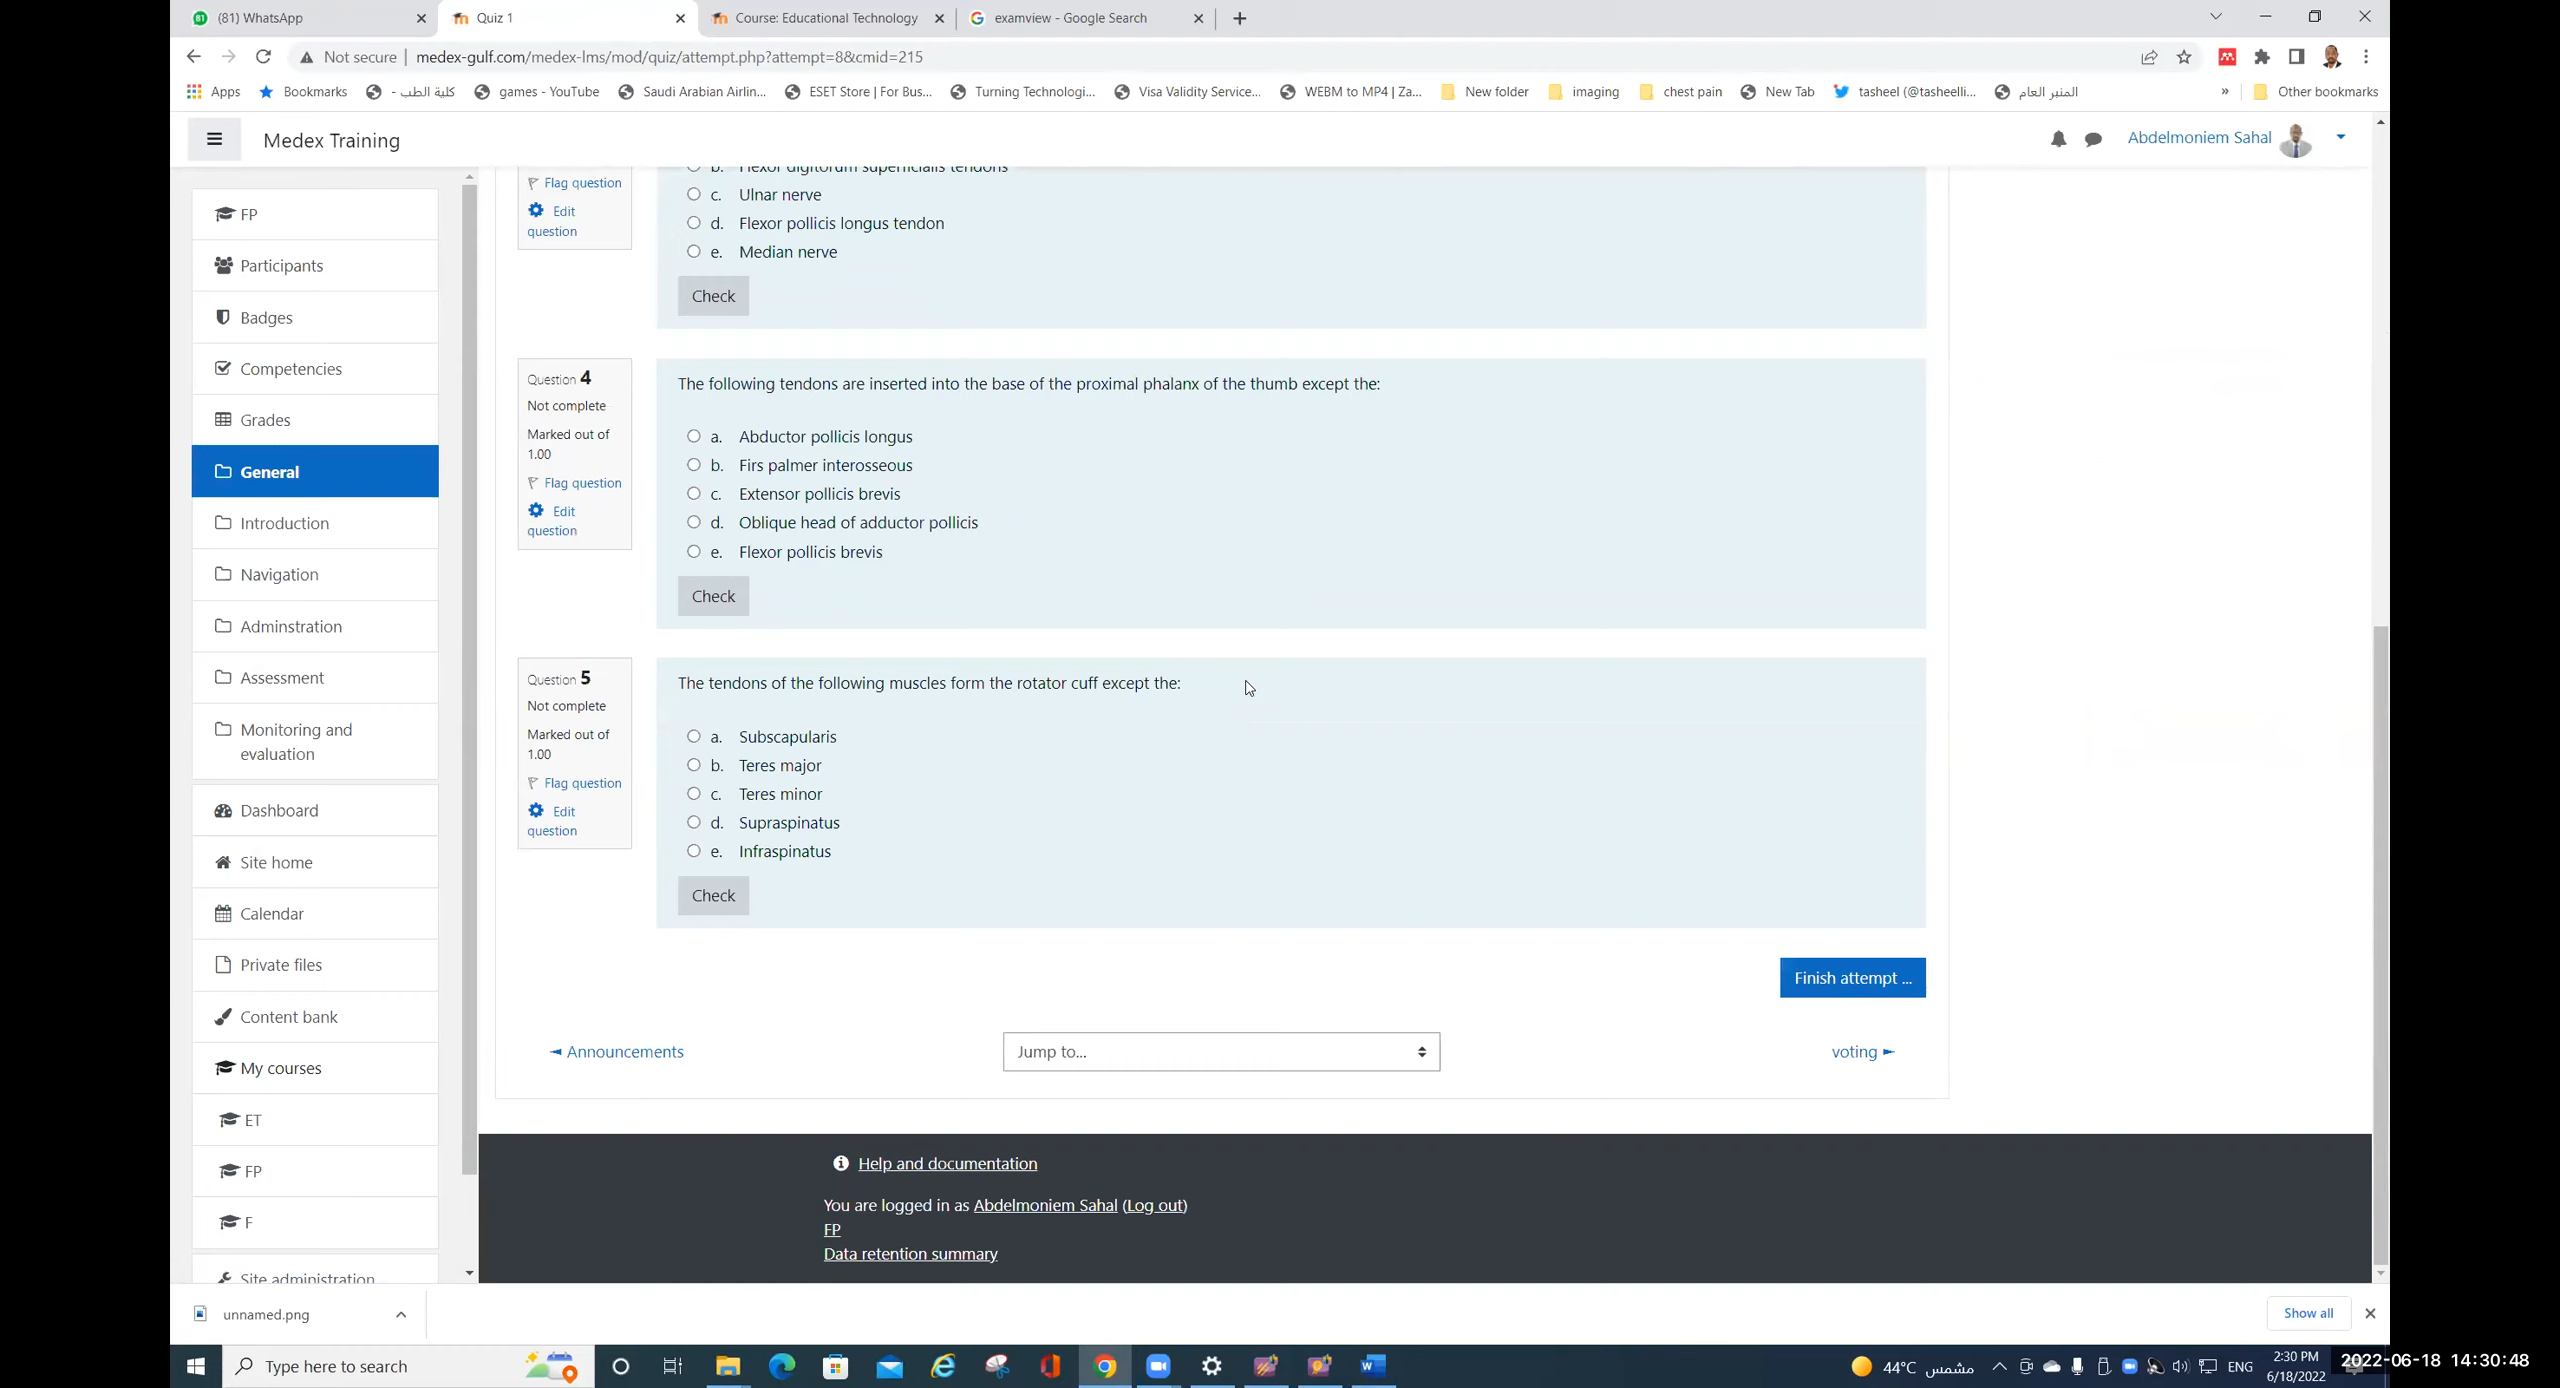 (81) WhatsApp
Quiz 1
Course: Educational Technology
examview - Google Search
Not secure | medex-gulf.com/medex-lms/mod/quiz/attempt.php?attempt=8&cmid=215
Apps
Bookmarks
كلية الطب - ‎
games - YouTube
Saudi Arabian Airlin...
ESET Store | For Bus...
Turning Technologi...
Visa Validity Service...
WEBM to MP4 | Za...
New folder
imaging
chest pain
New Tab
tasheel (@tasheelli...
المنبر العام
»
Other bookmarks
Medex Training
Abdelmoniem Sahal
FP
Participants
Badges
Competencies
Grades
General
Introduction
Navigation
Adminstration
Assessment
Monitoring and
evaluation
Dashboard
Site home
Calendar
Private files
Content bank
My courses
ET
FP
F
Site administration
Flag question
Edit
question
b. Flexor digitorum superficialis tendons
c. Ulnar nerve
d. Flexor pollicis longus tendon
e. Median nerve
Check
Question 4
Not complete
Marked out of
1.00
Flag question
Edit
question
The following tendons are inserted into the base of the proximal phalanx of the thumb except the:
a. Abductor pollicis longus
b. Firs palmer interosseous
c. Extensor pollicis brevis
d. Oblique head of adductor pollicis
e. Flexor pollicis brevis
Check
Question 5
Not complete
Marked out of
1.00
Flag question
Edit
question
The tendons of the following muscles form the rotator cuff except the:
a. Subscapularis
b. Teres major
c. Teres minor
d. Supraspinatus
e. Infraspinatus
Check
Finish attempt ...
◄ Announcements
Jump to...
voting ►
Help and documentation
You are logged in as Abdelmoniem Sahal (Log out)
FP
Data retention summary
unnamed.png
Show all
Type here to search
44°C مشمس
ENG
2:30 PM
6/18/2022
2022-06-18 14:30:48